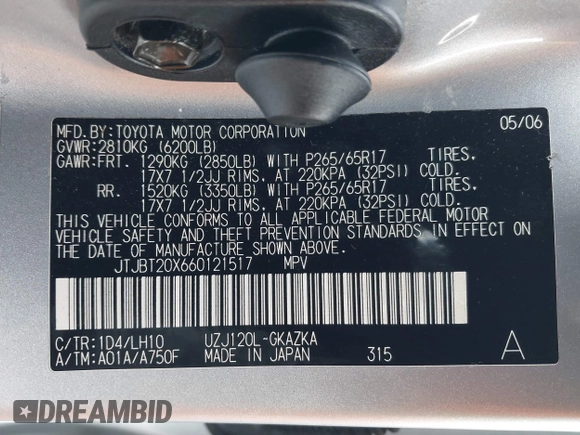 MFD.BY:TOYOTA MOTOR CORPORATION 05/06
GVWR:2810KG (6200LB)
GAWR:FRT. 1290KG (2850LB) WITH P265/65R17 TIRES.
17X7 1/2JJ RIMS. AT 220KPA (32PSI) COLD.
RR. 1520KG (3350LB) WITH P265/65R17 TIRES.
17X7 1/2JJ RIMS. AT 220KPA (32PSI) COLD.
THIS VEHICLE CONFORMS TO ALL APPLICABLE FEDERAL MOTOR
VEHICLE SAFETY AND THEFT PREVENTION STANDARDS IN EFFECT ON
THE DATE OF MANUFACTURE SHOWN ABOVE.
JTJBT20X660121517 MPV
C/TR:1D4/LH10 UZJ120L-GKAZKA
A/TM:A01A/A750F MADE IN JAPAN 315 A
DREAMBID